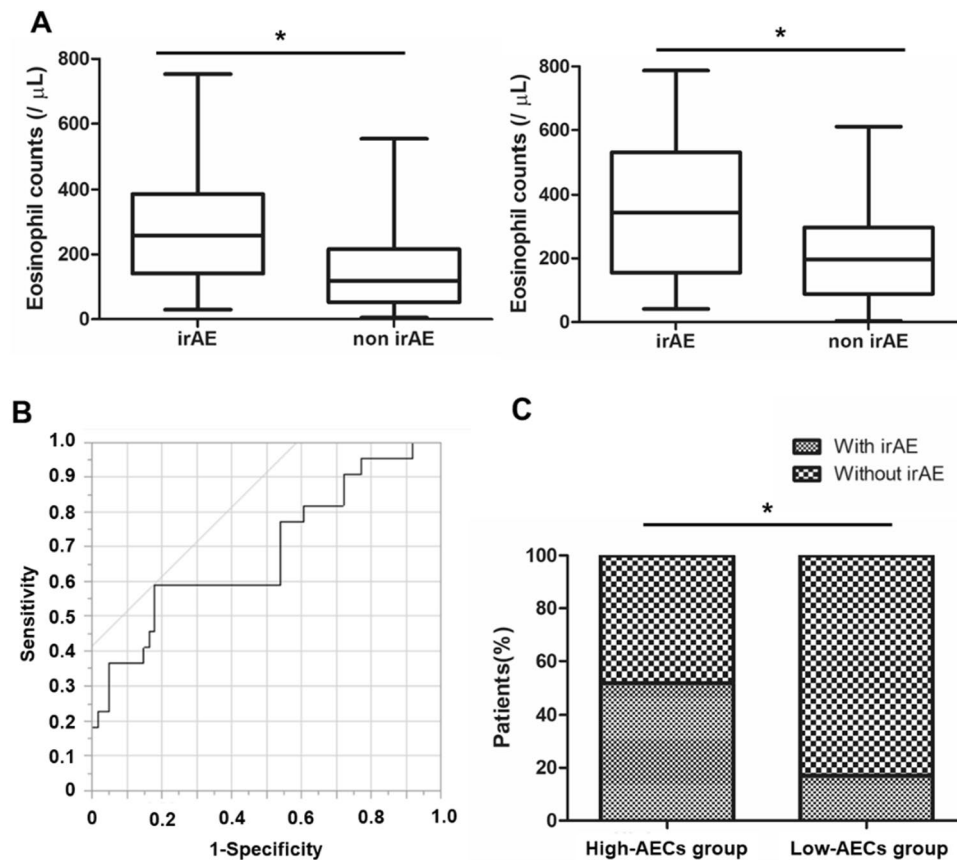 A
*
Eosinophil counts (/ μL)
800
600
400
200
0
irAE
non irAE
*
Eosinophil counts (/ μL)
800
600
400
200
0
irAE
non irAE
B
Sensitivity
1.0
0.9
0.8
0.7
0.6
0.5
0.4
0.3
0.2
0.1
0
0
0.2
0.4
0.6
0.8
1.0
1-Specificity
C
With irAE
Without irAE
*
Patients(%)
100
80
60
40
20
0
High-AECs group
Low-AECs group